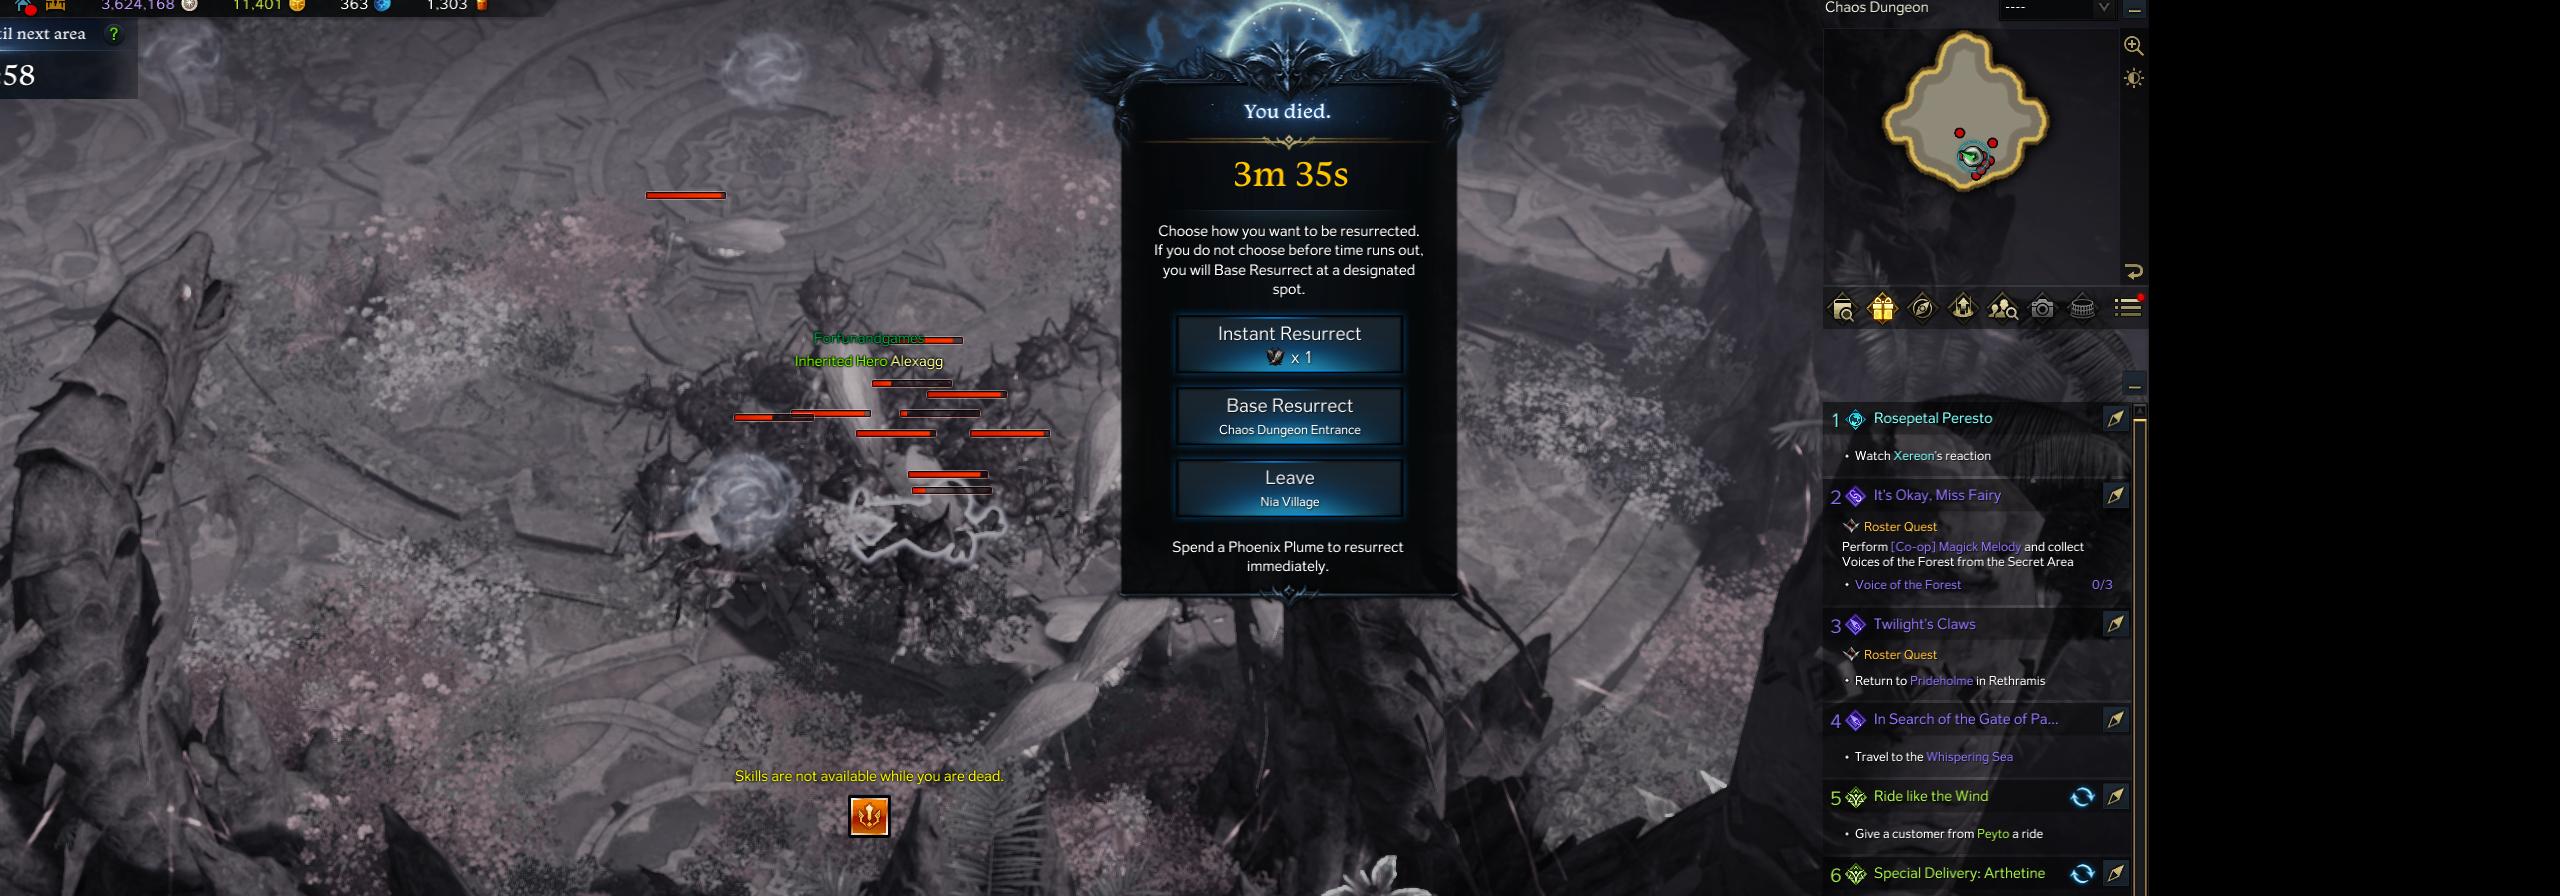 3,624,168
11,401
363
1,303
til next area
?
58
You died.
3m 35s
Choose how you want to be resurrected.
If you do not choose before time runs out,
you will Base Resurrect at a designated
spot.
Instant Resurrect
x 1
Base Resurrect
Chaos Dungeon Entrance
Leave
Nia Village
Spend a Phoenix Plume to resurrect
immediately.
Forfunandgames
Inherited Hero Alexagg
Skills are not available while you are dead.
Chaos Dungeon
----
1 Rosepetal Peresto
• Watch Xereon's reaction
2 It's Okay, Miss Fairy
Roster Quest
Perform [Co-op] Magick Melody and collect
Voices of the Forest from the Secret Area
• Voice of the Forest 0/3
3 Twilight's Claws
Roster Quest
• Return to Prideholme in Rethramis
4 In Search of the Gate of Pa...
• Travel to the Whispering Sea
5 Ride like the Wind
• Give a customer from Peyto a ride
6 Special Delivery: Arthetine